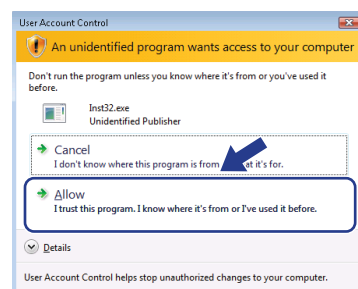 User Account Control
An unidentified program wants access to your computer
Don't run the program unless you know where it's from or you've used it
before.
Inst32.exe
Unidentified Publisher
Cancel
I don't know where this program is from at it's for.
Allow
I trust this program. I know where it's from or I've used it before.
Details
User Account Control helps stop unauthorized changes to your computer.